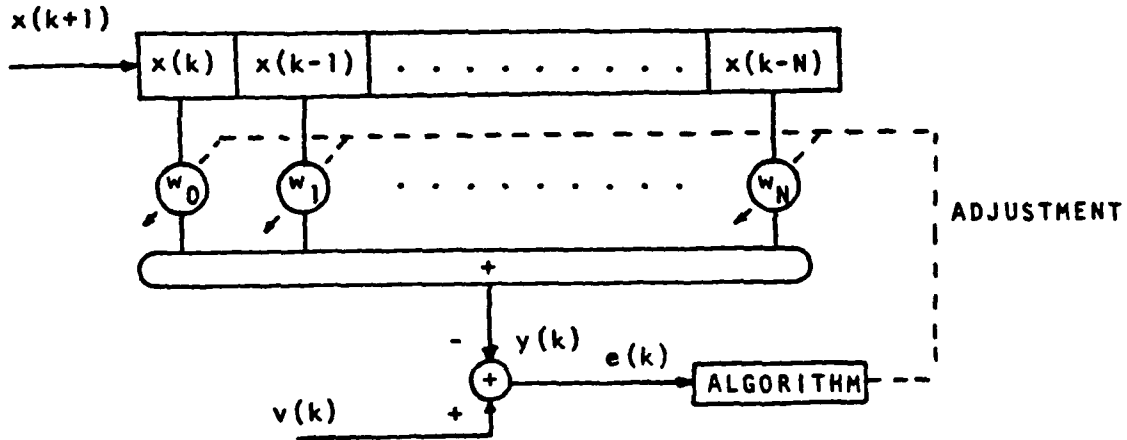 x(k+1)
x(k) x(k-1) . . . . . . . . . x(k-N)
w0 w1 . . . . . . . . . wN
ADJUSTMENT
+
- y(k)
e(k)
+ ALGORITHM
v(k) +